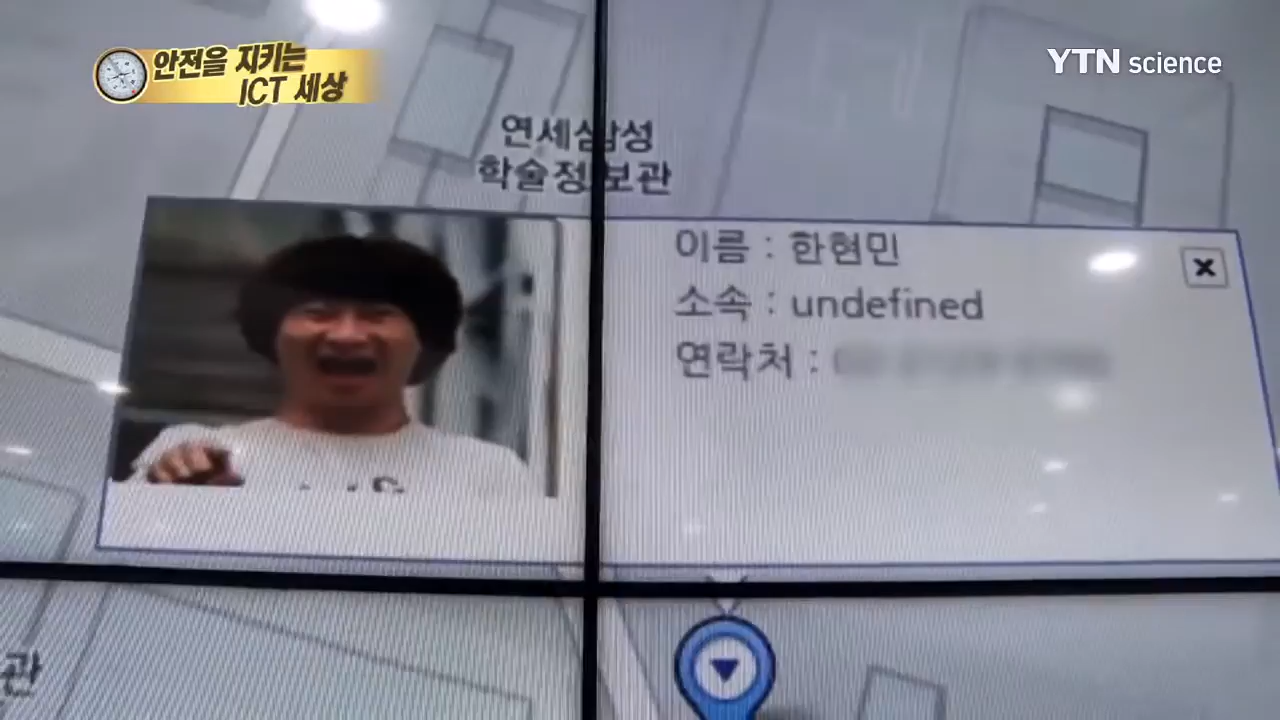 안전을 지키는
ICT 세상
YTN science
연세삼성
학술정보관
이름 : 한현민
소속 : undefined
연락처 :
관